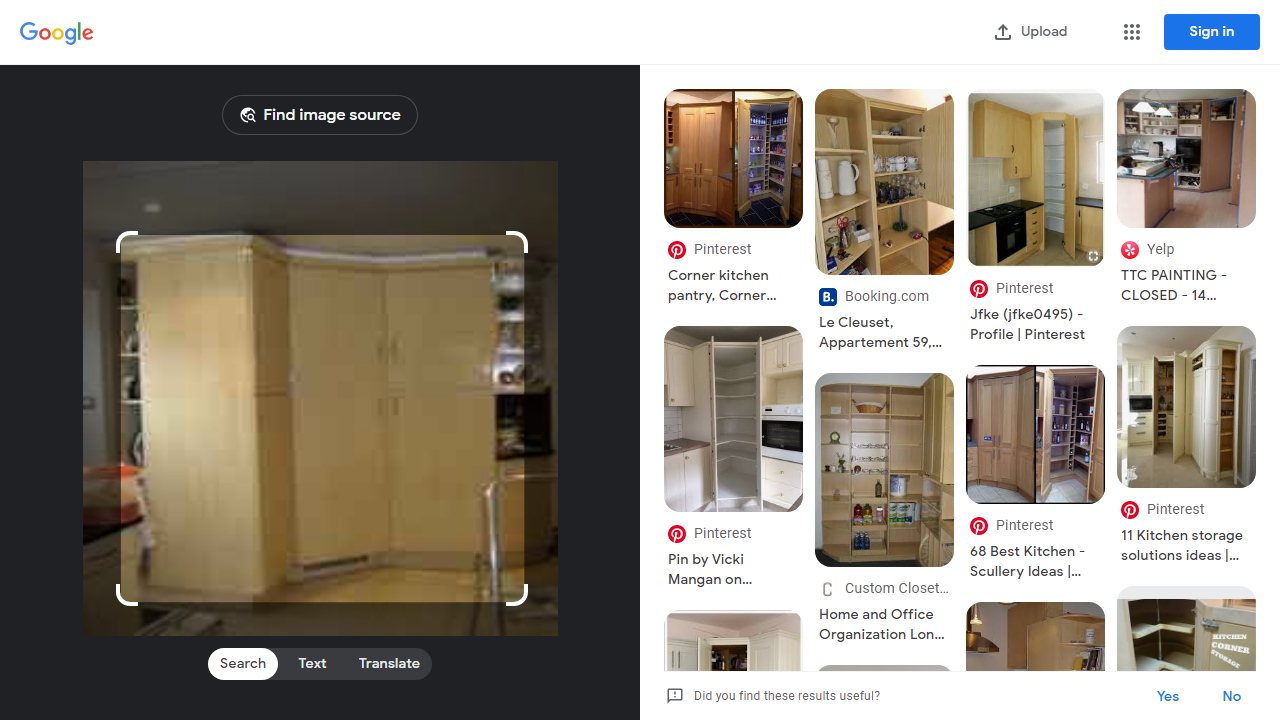 Google
Upload
Sign in
Find image source
Search
Text
Translate
Pinterest
Corner kitchen
pantry, Corner...
Pinterest
Pin by Vicki
Mangan on...
Booking.com
Le Cleuset,
Appartement 59,...
Custom Closet...
Home and Office
Organization Lon...
Pinterest
Jfke (jfke0495) -
Profile | Pinterest
Pinterest
68 Best Kitchen -
Scullery Ideas |...
Yelp
TTC PAINTING -
CLOSED - 14...
Pinterest
11 Kitchen storage
solutions ideas |...
KITCHEN
CORNER
STORAGE
Did you find these results useful?
Yes
No